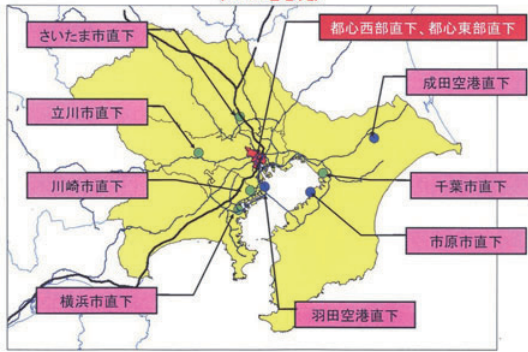 さいたま市直下
都心西部直下、都心東部直下
成田空港直下
立川市直下
川崎市直下
千葉市直下
市原市直下
横浜市直下
羽田空港直下